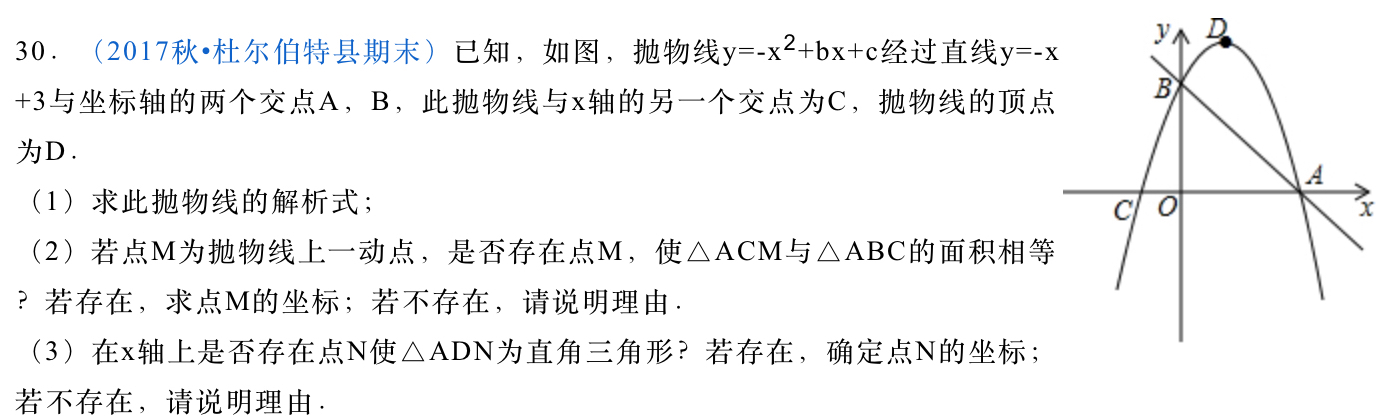 30．（2017秋•杜尔伯特县期末）已知，如图，抛物线y=-x²+bx+c经过直线y=-x
+3与坐标轴的两个交点A，B，此抛物线与x轴的另一个交点为C，抛物线的顶点
为D．
（1）求此抛物线的解析式；
（2）若点M为抛物线上一动点，是否存在点M，使△ACM与△ABC的面积相等
？若存在，求点M的坐标；若不存在，请说明理由．
（3）在x轴上是否存在点N使△ADN为直角三角形？若存在，确定点N的坐标；
若不存在，请说明理由．
y D
B
A
C O x